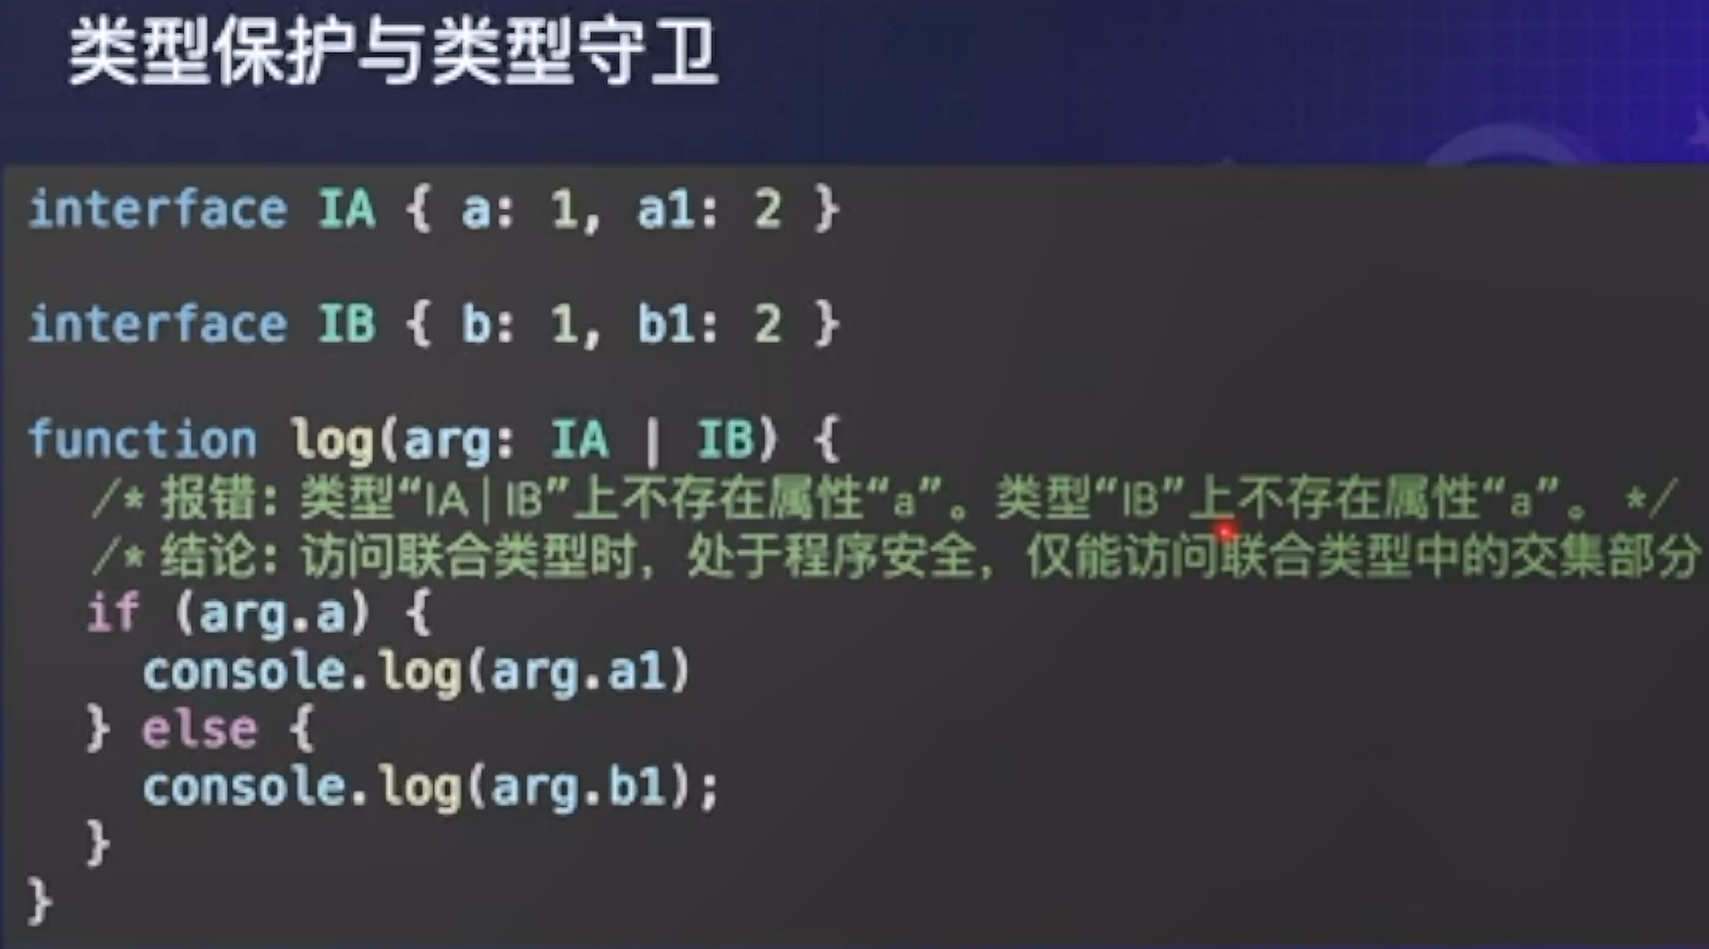 类型保护与类型守卫
interface IA { a: 1, a1: 2 }
interface IB { b: 1, b1: 2 }
function log(arg: IA | IB) {
/* 报错：类型“IA | IB”上不存在属性“a”。类型“IB”上不存在属性“a”。 */
/* 结论：访问联合类型时，处于程序安全，仅能访问联合类型中的交集部分
if (arg.a) {
console.log(arg.a1)
} else {
console.log(arg.b1);
}
}